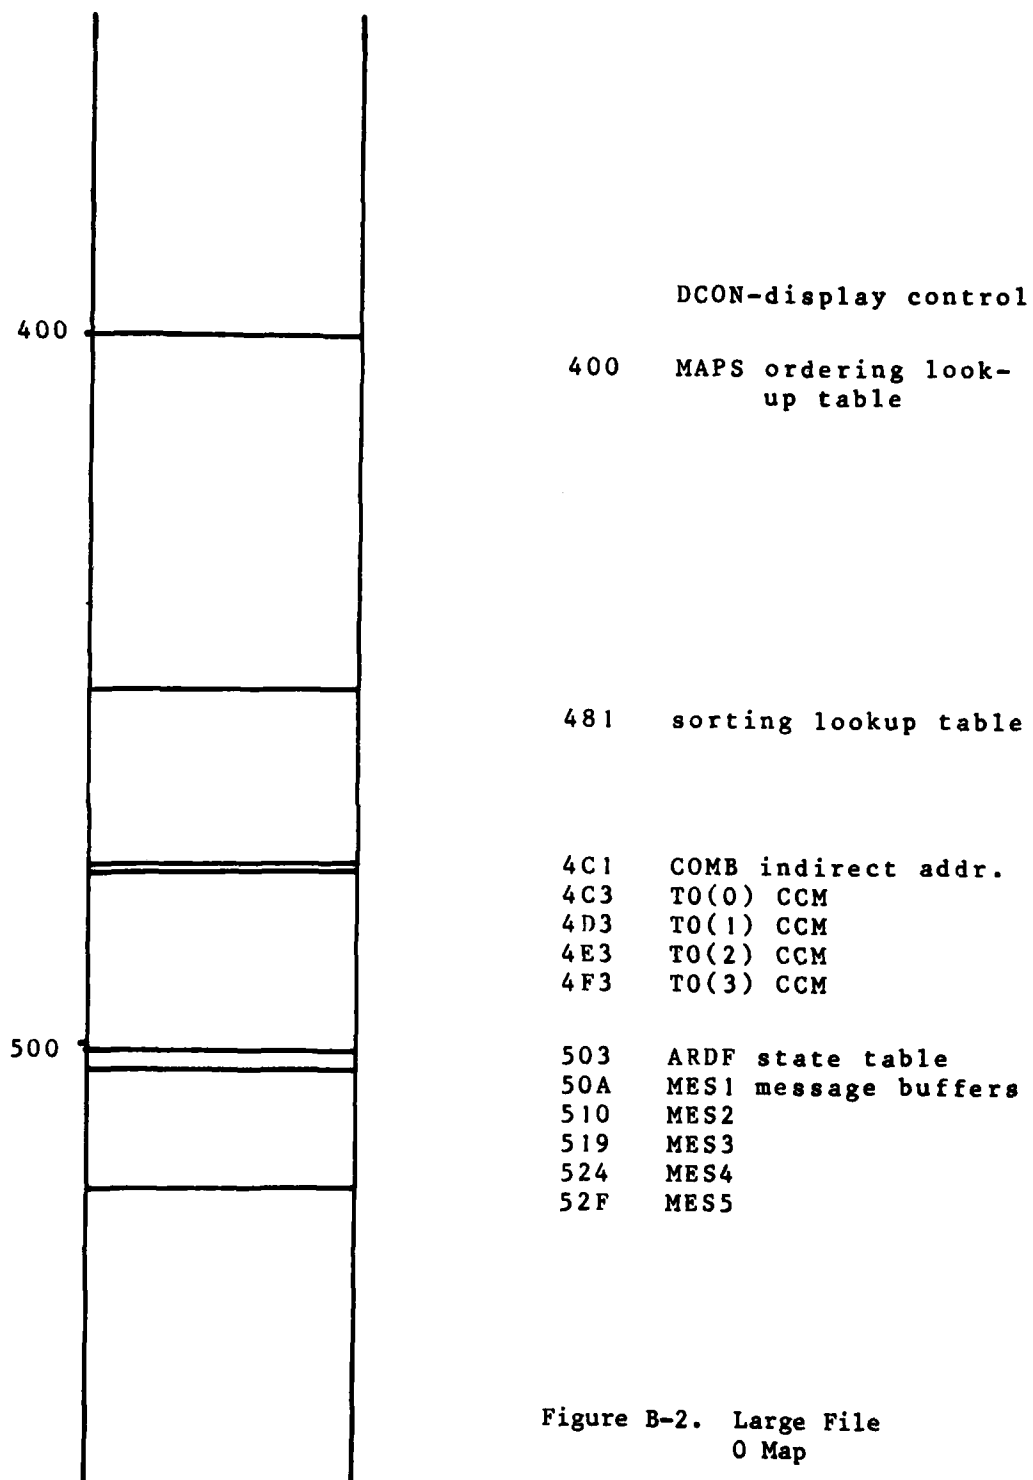 DCON-display control
400
400 MAPS ordering look-
up table
481 sorting lookup table
4C1 COMB indirect addr.
4C3 TO(0) CCM
4D3 TO(1) CCM
4E3 TO(2) CCM
4F3 TO(3) CCM
500
503 ARDF state table
50A MES1 message buffers
510 MES2
519 MES3
524 MES4
52F MES5
Figure B-2. Large File
0 Map